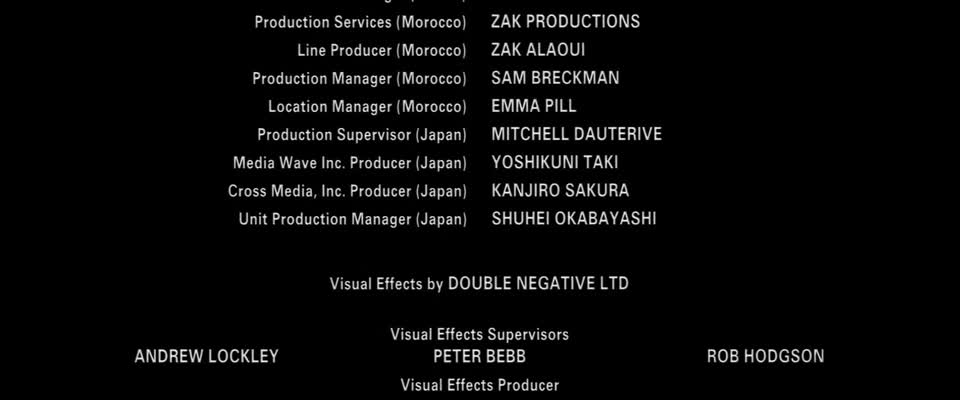 Production Services (Morocco) ZAK PRODUCTIONS
Line Producer (Morocco) ZAK ALAOUI
Production Manager (Morocco) SAM BRECKMAN
Location Manager (Morocco) EMMA PILL
Production Supervisor (Japan) MITCHELL DAUTERIVE
Media Wave Inc. Producer (Japan) YOSHIKUNI TAKI
Cross Media, Inc. Producer (Japan) KANJIRO SAKURA
Unit Production Manager (Japan) SHUHEI OKABAYASHI
Visual Effects by DOUBLE NEGATIVE LTD
Visual Effects Supervisors
ANDREW LOCKLEY PETER BEBB ROB HODGSON
Visual Effects Producer